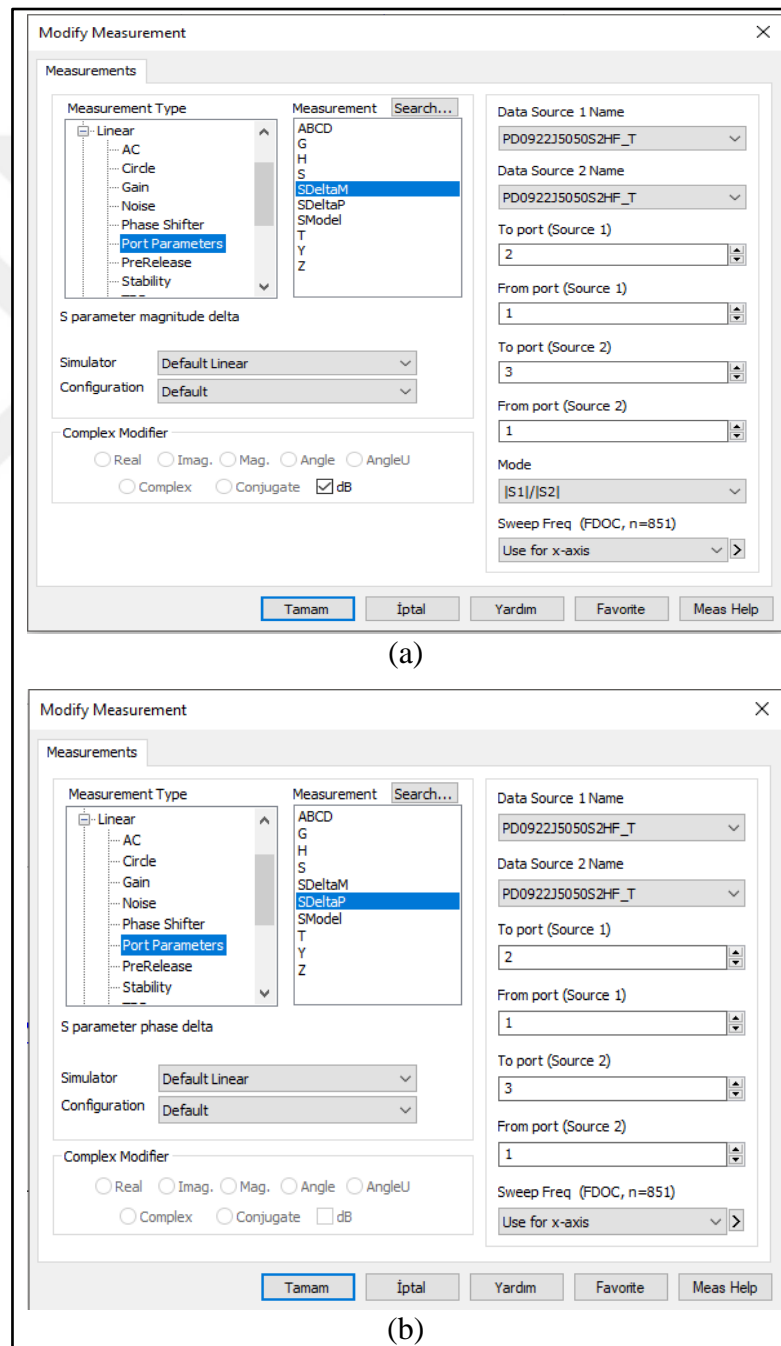 Modify Measurement
Measurements
Measurement Type
Linear
AC
Circle
Gain
Noise
Phase Shifter
Port Parameters
PreRelease
Stability
Measurement Search...
ABCD
G
H
S
SDeltaM
SDeltaP
SModel
T
Y
Z
S parameter magnitude delta
Simulator Default Linear
Configuration Default
Complex Modifier
Real Imag. Mag. Angle AngleU
Complex Conjugate dB
Data Source 1 Name
PD0922J5050S2HF_T
Data Source 2 Name
PD0922J5050S2HF_T
To port (Source 1)
2
From port (Source 1)
1
To port (Source 2)
3
From port (Source 2)
1
Mode
|S1|/|S2|
Sweep Freq (FDOC, n=851)
Use for x-axis >
Tamam İptal Yardım Favorite Meas Help
(a)
Modify Measurement
Measurements
Measurement Type
Linear
AC
Circle
Gain
Noise
Phase Shifter
Port Parameters
PreRelease
Stability
Measurement Search...
ABCD
G
H
S
SDeltaM
SDeltaP
SModel
T
Y
Z
S parameter phase delta
Simulator Default Linear
Configuration Default
Complex Modifier
Real Imag. Mag. Angle AngleU
Complex Conjugate dB
Data Source 1 Name
PD0922J5050S2HF_T
Data Source 2 Name
PD0922J5050S2HF_T
To port (Source 1)
2
From port (Source 1)
1
To port (Source 2)
3
From port (Source 2)
1
Sweep Freq (FDOC, n=851)
Use for x-axis >
Tamam İptal Yardım Favorite Meas Help
(b)